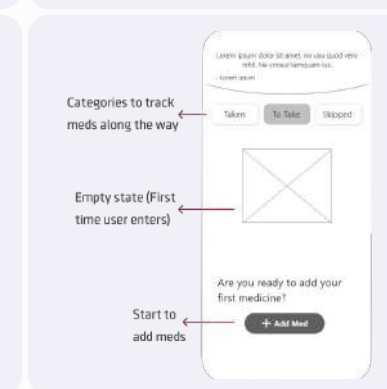 Lorem ipsum dolor sit amet, no usu quod vero
nihil. Ne consul tamquam ius.
- lorem ipsum
Categories to track
meds along the way
Taken
To Take
Skipped
Empty state (First
time user enters)
Are you ready to add your
first medicine?
Start to
add meds
+ Add Med